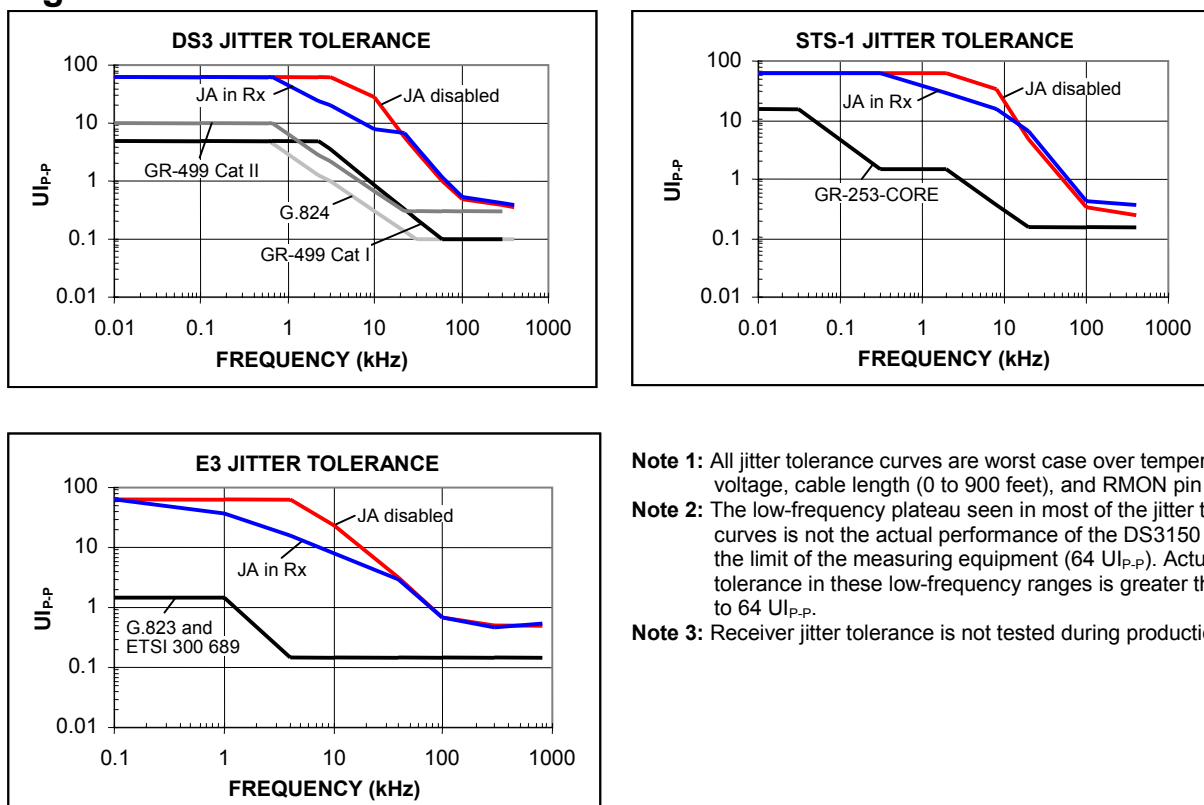 DS3 JITTER TOLERANCE
UIP-P
100
10
1
0.1
0.01
JA in Rx
JA disabled
GR-499 Cat II
G.824
GR-499 Cat I
0.01 0.1 1 10 100 1000
FREQUENCY (kHz)
STS-1 JITTER TOLERANCE
UIP-P
100
10
1
0.1
0.01
JA in Rx
JA disabled
GR-253-CORE
0.01 0.1 1 10 100 1000
FREQUENCY (kHz)
E3 JITTER TOLERANCE
UIP-P
100
10
1
0.1
0.01
JA disabled
JA in Rx
G.823 and
ETSI 300 689
0.1 1 10 100 1000
FREQUENCY (kHz)
Note 1: All jitter tolerance curves are worst case over temper
voltage, cable length (0 to 900 feet), and RMON pin
Note 2: The low-frequency plateau seen in most of the jitter t
curves is not the actual performance of the DS3150
the limit of the measuring equipment (64 UIP-P). Actu
tolerance in these low-frequency ranges is greater th
to 64 UIP-P.
Note 3: Receiver jitter tolerance is not tested during productio